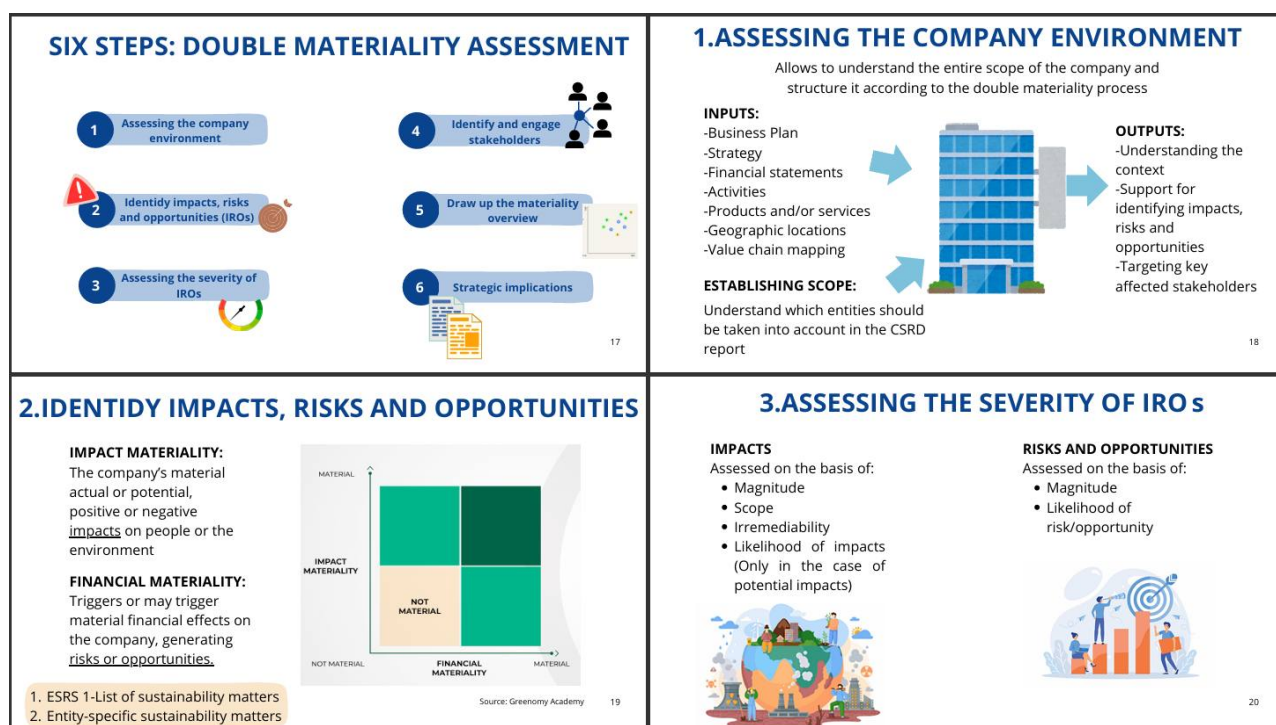 SIX STEPS: DOUBLE MATERIALITY ASSESSMENT
1
Assessing the company
environment
2
Identidy impacts, risks
and opportunities (IROs)
3
Assessing the severity of
IROs
4
Identify and engage
stakeholders
5
Draw up the materiality
overview
6
Strategic implications
17
1.ASSESSING THE COMPANY ENVIRONMENT
Allows to understand the entire scope of the company and
structure it according to the double materiality process
INPUTS:
-Business Plan
-Strategy
-Financial statements
-Activities
-Products and/or services
-Geographic locations
-Value chain mapping
ESTABLISHING SCOPE:
Understand which entities should
be taken into account in the CSRD
report
OUTPUTS:
-Understanding the
context
-Support for
identifying impacts,
risks and
opportunities
-Targeting key
affected stakeholders
18
2.IDENTIDY IMPACTS, RISKS AND OPPORTUNITIES
IMPACT MATERIALITY:
The company's material
actual or potential,
positive or negative
impacts on people or the
environment
FINANCIAL MATERIALITY:
Triggers or may trigger
material financial effects on
the company, generating
risks or opportunities.
1. ESRS 1-List of sustainability matters
2. Entity-specific sustainability matters
MATERIAL
IMPACT
MATERIALITY
NOT
MATERIAL
NOT MATERIAL
FINANCIAL
MATERIALITY
MATERIAL
Source: Greenomy Academy
19
3.ASSESSING THE SEVERITY OF IROs
IMPACTS
Assessed on the basis of:
• Magnitude
• Scope
• Irremediability
• Likelihood of impacts
(Only in the case of
potential impacts)
RISKS AND OPPORTUNITIES
Assessed on the basis of:
• Magnitude
• Likelihood of
risk/opportunity
20